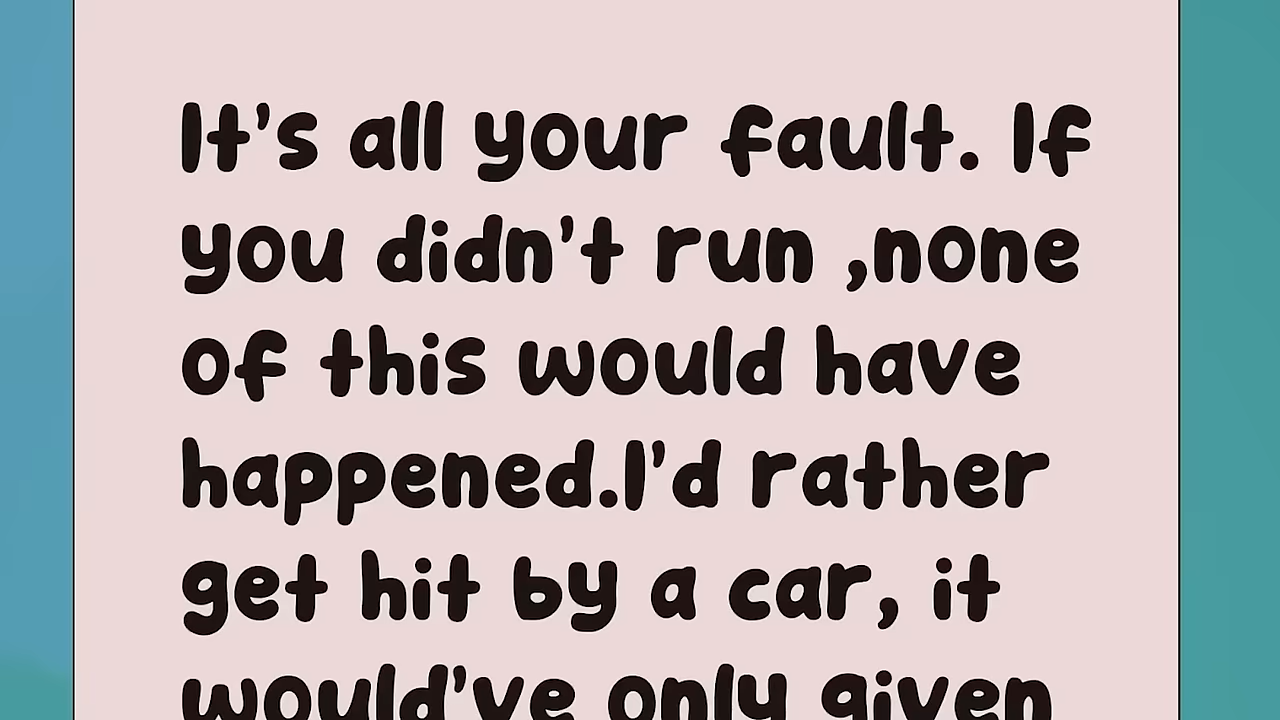 It's all your fault. If
you didn't run ,none
of this would have
happened.I'd rather
get hit by a car, it
would've only given